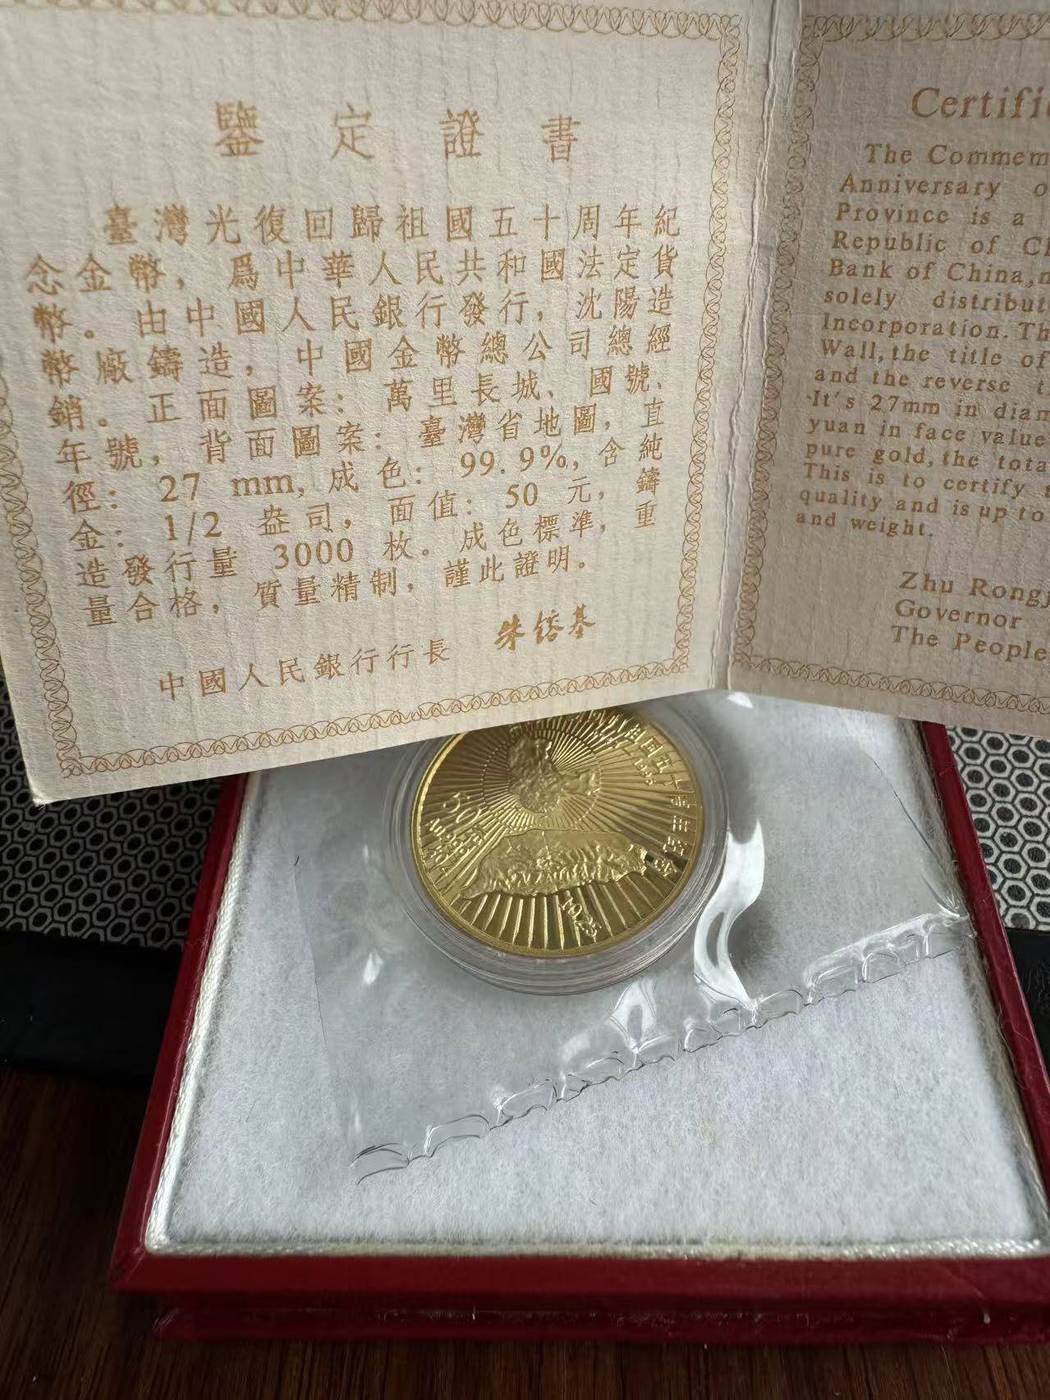 鑒定證書
臺灣光復回歸祖國五十周年紀
念金幣，爲中華人民共和國法定貨
幣。由中國人民銀行發行，沈陽造
幣廠鑄造，中國金幣總公司總經
銷。正面圖案：萬里長城、國號、
年號，背面圖案：臺灣省地圖，直
徑：27 mm，成色：99.9%，含純
金：1/2 盎司，面值：50 元，鑄
造發行量 3000 枚。成色標準，重
量合格，質量精制，謹此證明。
中國人民銀行行長 朱镕基
Certific
The Commem
Anniversary o
Province is a
Republic of Ch
Bank of China,m
solely distribut
Incorporation.Th
Wall,the title of
and the reverse t
It's 27mm in diam
yuan in face value
pure gold,the tota
This is to certify t
quality and is up to
and weight.
Zhu Rongj
Governor
The People